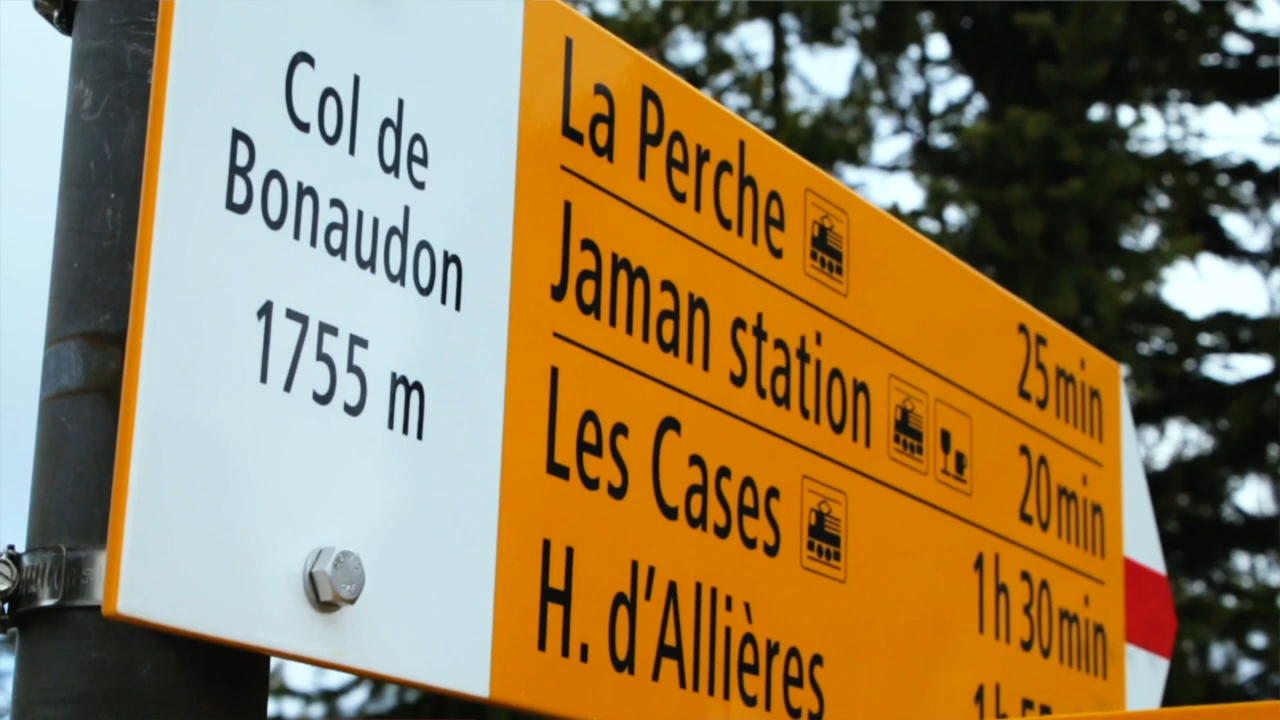 Col de
Bonaudon
1755 m
La Perche 25 min
Jaman station 20 min
Les Cases 1 h 30 min
H. d'Allières